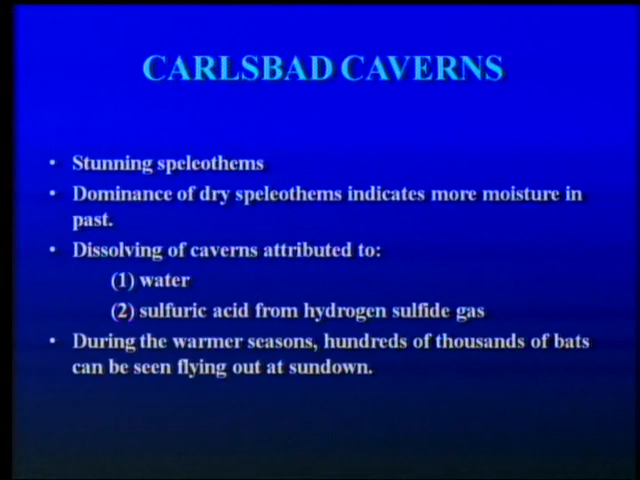 CARLSBAD CAVERNS
• Stunning speleothems
• Dominance of dry speleothems indicates more moisture in
past.
• Dissolving of caverns attributed to:
(1) water
(2) sulfuric acid from hydrogen sulfide gas
• During the warmer seasons, hundreds of thousands of bats
can be seen flying out at sundown.